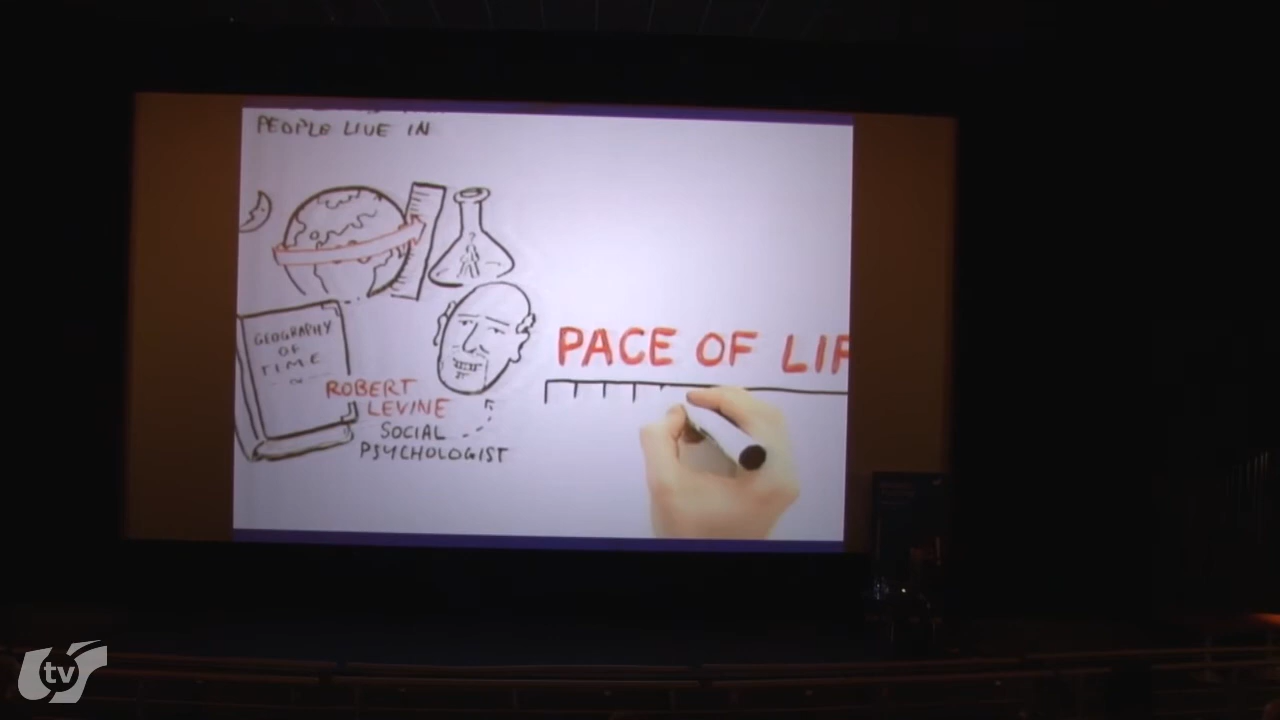 PEOPLE LIVE IN
GEOGRAPHY
OF
TIME
ROBERT
LEVINE
SOCIAL
PSYCHOLOGIST
PACE OF LIF
?
tv